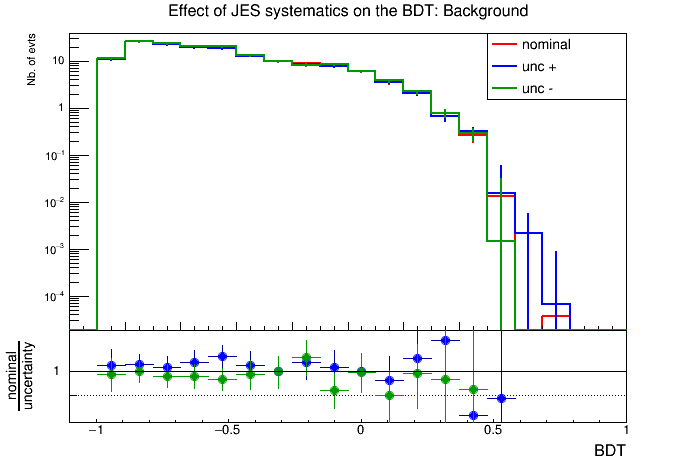 Effect of JES systematics on the BDT: Background
Nb. of evts
nominal
unc +
unc -
10
1
10⁻¹
10⁻²
10⁻³
10⁻⁴
nominal
uncertainty
1
−1
−0.5
0
0.5
1
BDT